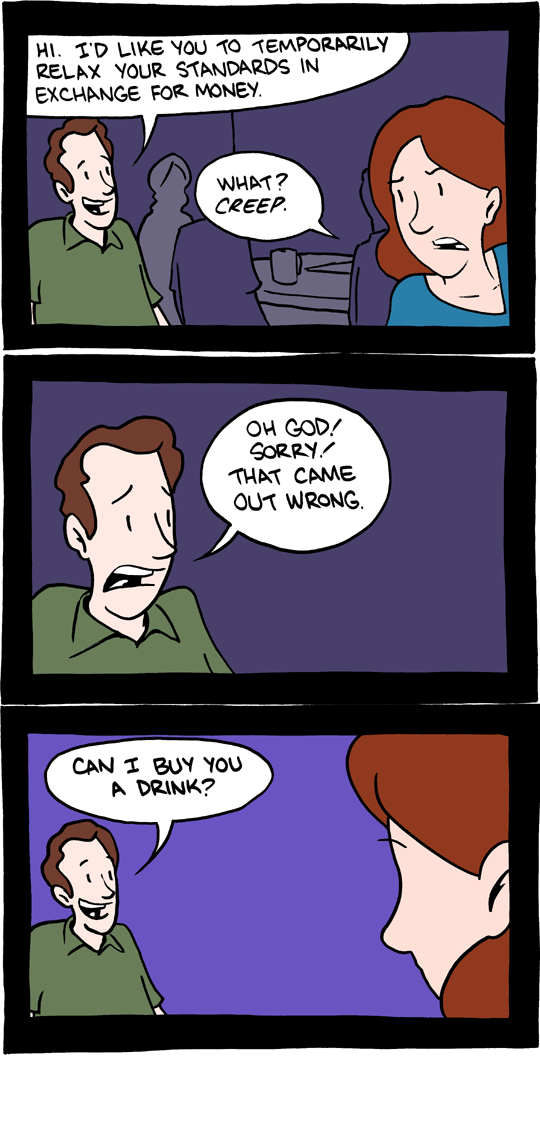 HI. I'D LIKE YOU TO TEMPORARILY
RELAX YOUR STANDARDS IN
EXCHANGE FOR MONEY.
WHAT?
CREEP.
OH GOD!
SORRY!
THAT CAME
OUT WRONG.
CAN I BUY YOU
A DRINK?